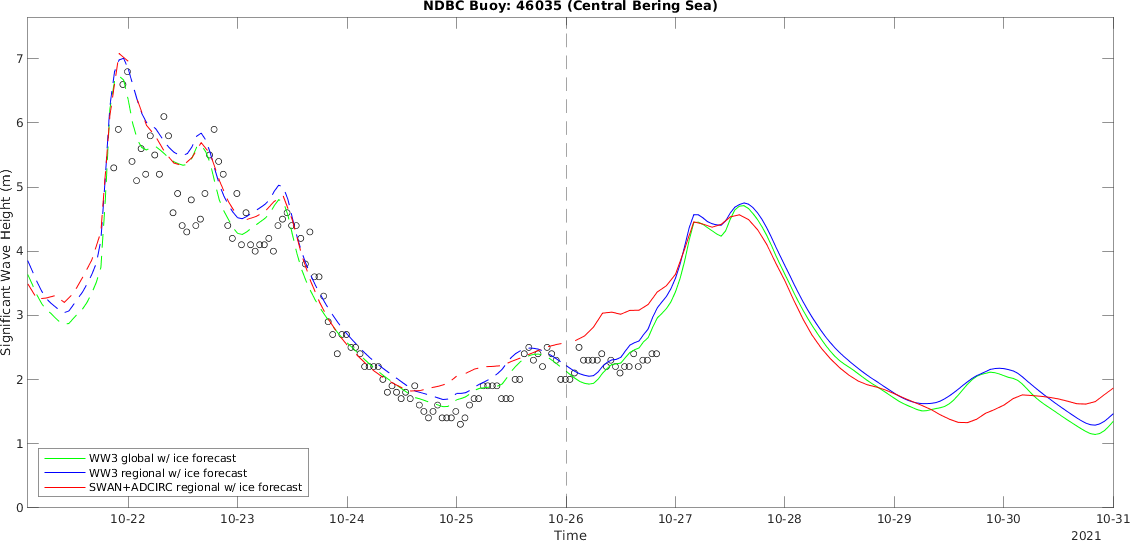 NDBC Buoy: 46035 (Central Bering Sea)
Significant Wave Height (m)
7
6
5
4
3
2
1
0
WW3 global w/ ice forecast
WW3 regional w/ ice forecast
SWAN+ADCIRC regional w/ ice forecast
10-22 10-23 10-24 10-25 10-26 10-27 10-28 10-29 10-30 10-31
Time
2021